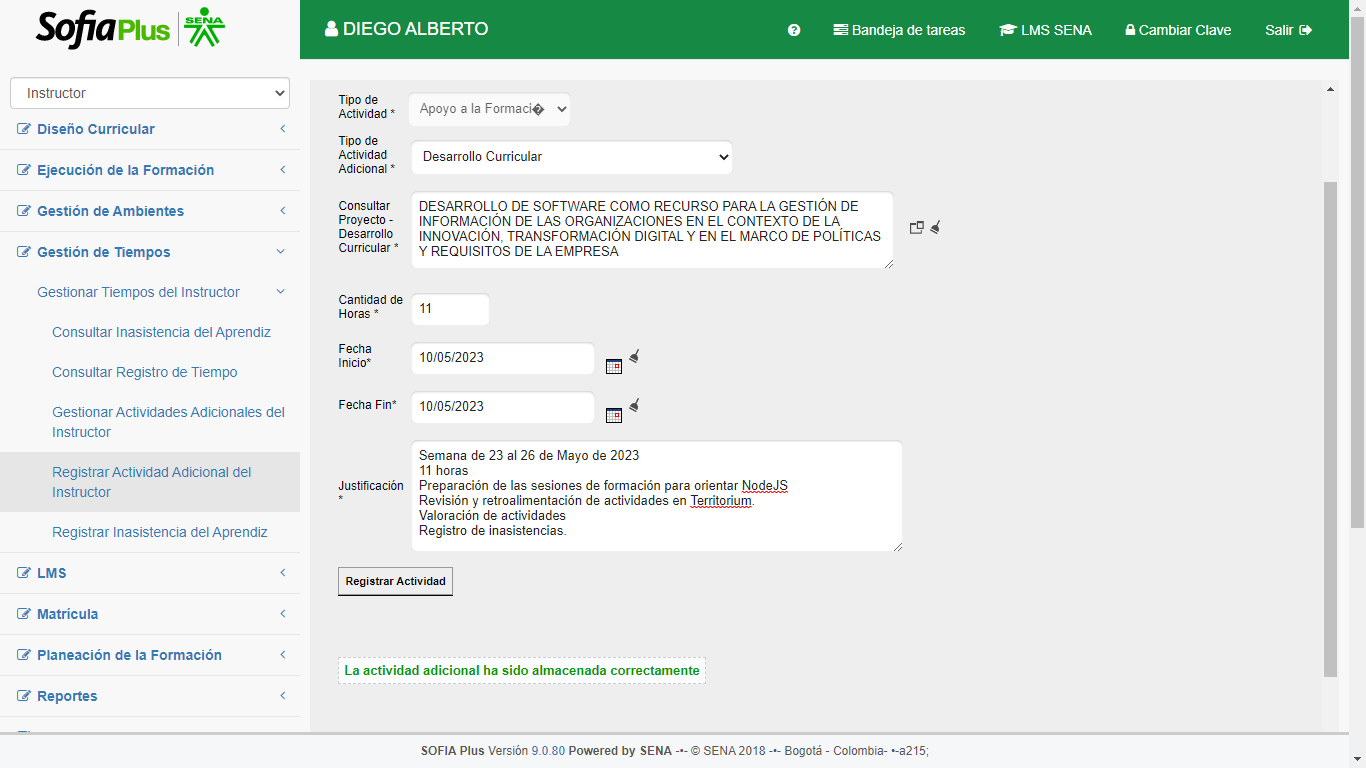 Sofia Plus SENA
DIEGO ALBERTO
Bandeja de tareas
LMS SENA
Cambiar Clave
Salir
Instructor
Diseño Curricular
Ejecución de la Formación
Gestión de Ambientes
Gestión de Tiempos
Gestionar Tiempos del Instructor
Consultar Inasistencia del Aprendiz
Consultar Registro de Tiempo
Gestionar Actividades Adicionales del
Instructor
Registrar Actividad Adicional del
Instructor
Registrar Inasistencia del Aprendiz
LMS
Matrícula
Planeación de la Formación
Reportes
Tipo de
Actividad *
Apoyo a la Formaci�
Tipo de
Actividad
Adicional *
Desarrollo Curricular
Consultar
Proyecto -
Desarrollo
Curricular *
DESARROLLO DE SOFTWARE COMO RECURSO PARA LA GESTIÓN DE
INFORMACIÓN DE LAS ORGANIZACIONES EN EL CONTEXTO DE LA
INNOVACIÓN, TRANSFORMACIÓN DIGITAL Y EN EL MARCO DE POLÍTICAS
Y REQUISITOS DE LA EMPRESA
Cantidad de
Horas *
11
Fecha
Inicio*
10/05/2023
Fecha Fin*
10/05/2023
Justificación
*
Semana de 23 al 26 de Mayo de 2023
11 horas
Preparación de las sesiones de formación para orientar NodeJS
Revisión y retroalimentación de actividades en Territorium.
Valoración de actividades
Registro de inasistencias.
Registrar Actividad
La actividad adicional ha sido almacenada correctamente
SOFIA Plus Versión 9.0.80 Powered by SENA -•- © SENA 2018 -•- Bogotá - Colombia- •-a215;